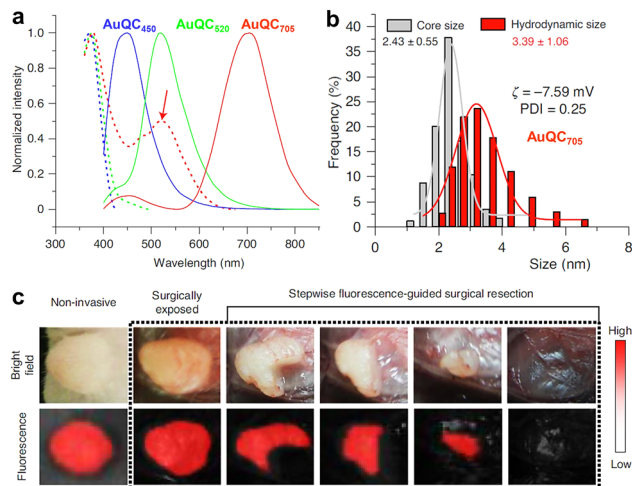 a
AuQC450 AuQC520 AuQC705
Normalized intensity
1.0
0.8
0.6
0.4
0.2
0
300 400 500 600 700 800
Wavelength (nm)
b
Core size Hydrodynamic size
2.43 ± 0.55 3.39 ± 1.06
Frequency (%)
40
35
30
25
20
15
10
5
0
ζ = –7.59 mV
PDI = 0.25
AuQC705
0 2 4 6 8
Size (nm)
c
Non-invasive
Surgically
exposed
Stepwise fluorescence-guided surgical resection
Bright
field
Fluorescence
High
Low